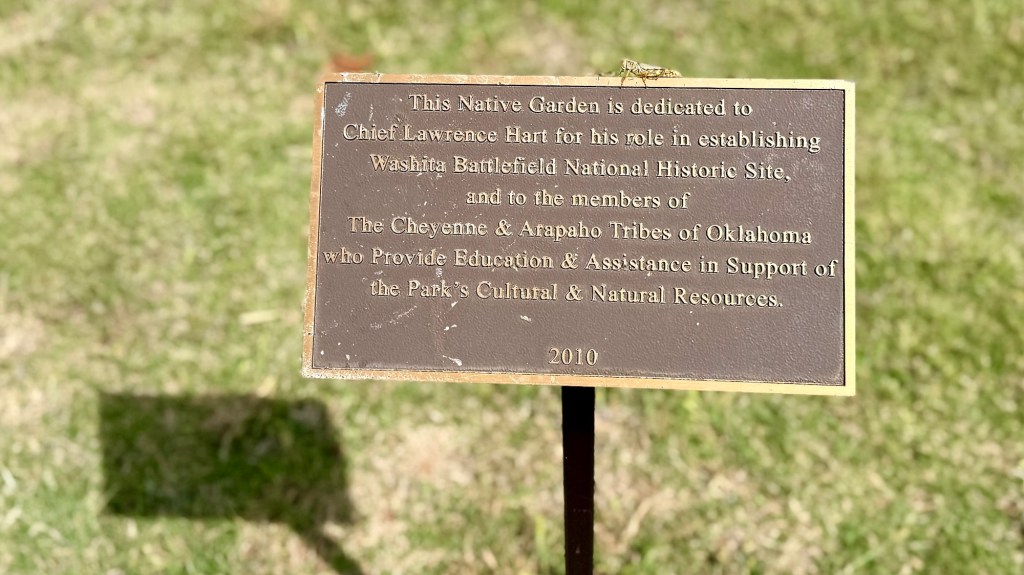 This Native Garden is dedicated to
Chief Lawrence Hart for his role in establishing
Washita Battlefield National Historic Site,
and to the members of
The Cheyenne & Arapaho Tribes of Oklahoma
who Provide Education & Assistance in Support of
the Park's Cultural & Natural Resources.
2010